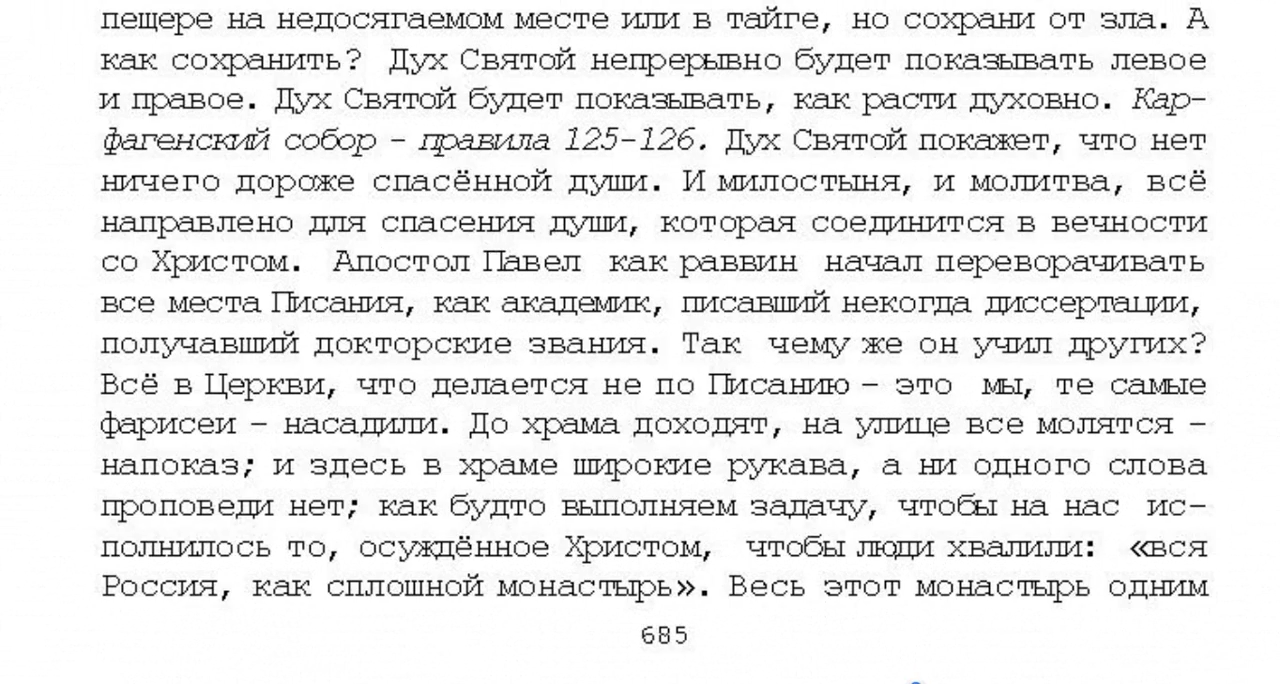 пещере на недосягаемом месте или в тайге, но сохрани от зла. А
как сохранить? Дух Святой непрерывно будет показывать левое
и правое. Дух Святой будет показывать, как расти духовно. Кар-
фагенский собор – правила 125-126. Дух Святой покажет, что нет
ничего дороже спасённой души. И милостыня, и молитва, всё
направлено для спасения души, которая соединится в вечности
со Христом. Апостол Павел как раввин начал переворачивать
все места Писания, как академик, писавший некогда диссертации,
получавший докторские звания. Так чему же он учил других?
Всё в Церкви, что делается не по Писанию – это мы, те самые
фарисеи – насадили. До храма доходят, на улице все молятся –
напоказ; и здесь в храме широкие рукава, а ни одного слова
проповеди нет; как будто выполняем задачу, чтобы на нас ис-
полнилось то, осуждённое Христом, чтобы люди хвалили: «вся
Россия, как сплошной монастырь». Весь этот монастырь одним
685